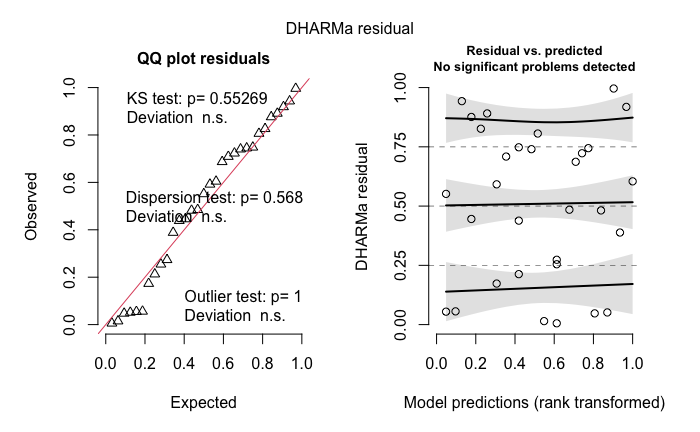 DHARMa residual
QQ plot residuals
KS test: p= 0.55269
Deviation n.s.
Dispersion test: p= 0.568
Deviation n.s.
Outlier test: p= 1
Deviation n.s.
Observed
0.0 0.2 0.4 0.6 0.8 1.0
0.0 0.2 0.4 0.6 0.8 1.0
Expected
Residual vs. predicted
No significant problems detected
DHARMa residual
0.00 0.25 0.50 0.75 1.00
0.0 0.2 0.4 0.6 0.8 1.0
Model predictions (rank transformed)